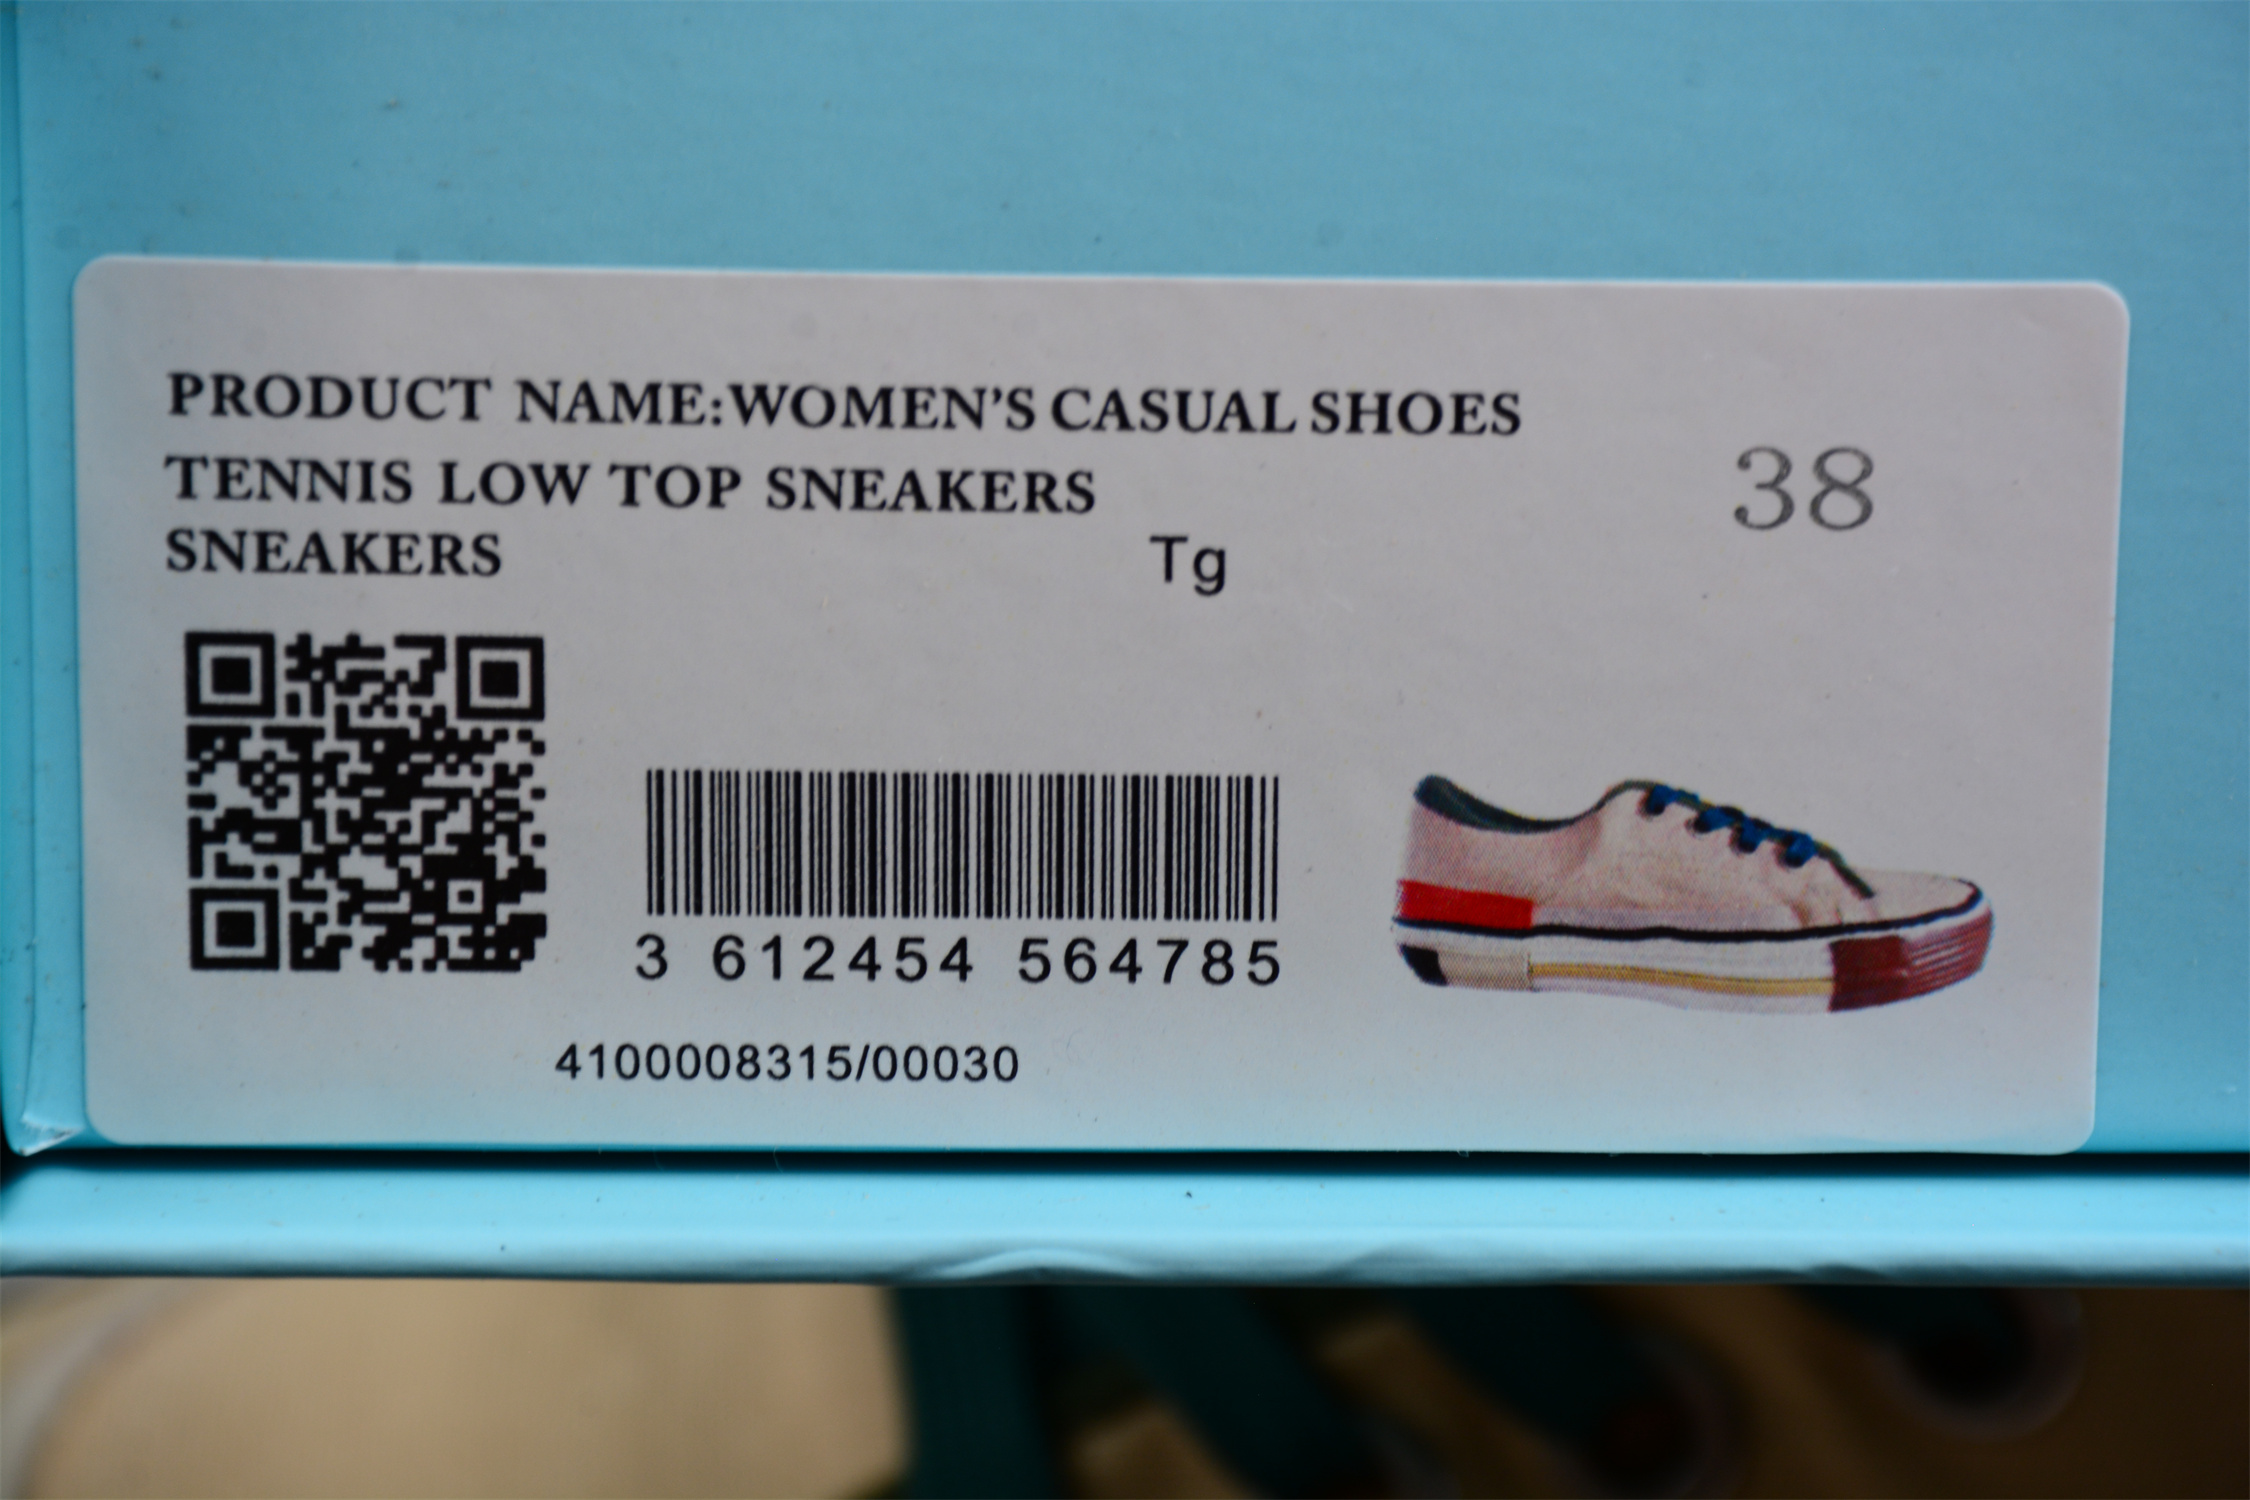 PRODUCT NAME:WOMEN'S CASUAL SHOES
TENNIS LOW TOP SNEAKERS
SNEAKERS
Tg
38
3 612454 564785
4100008315/00030